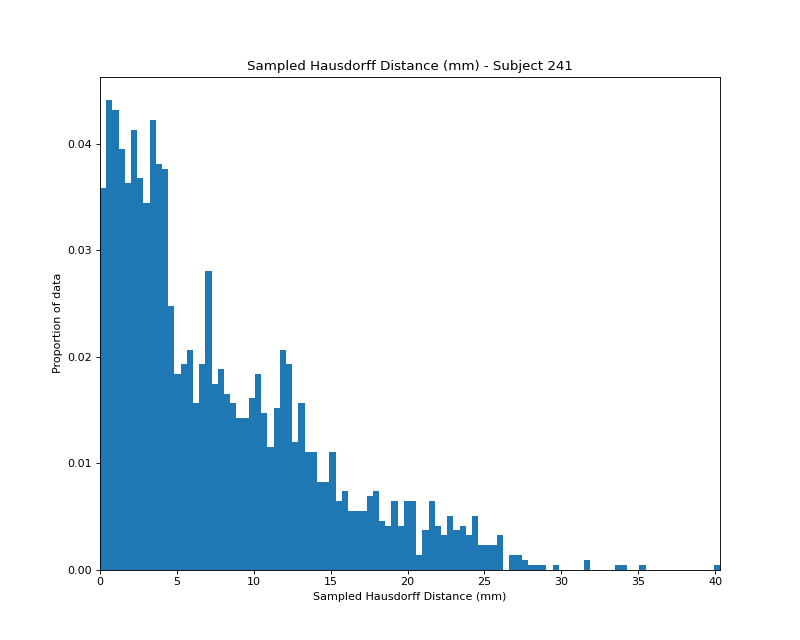 Sampled Hausdorff Distance (mm) - Subject 241
Proportion of data
0.04
0.03
0.02
0.01
0.00
0 5 10 15 20 25 30 35 40
Sampled Hausdorff Distance (mm)